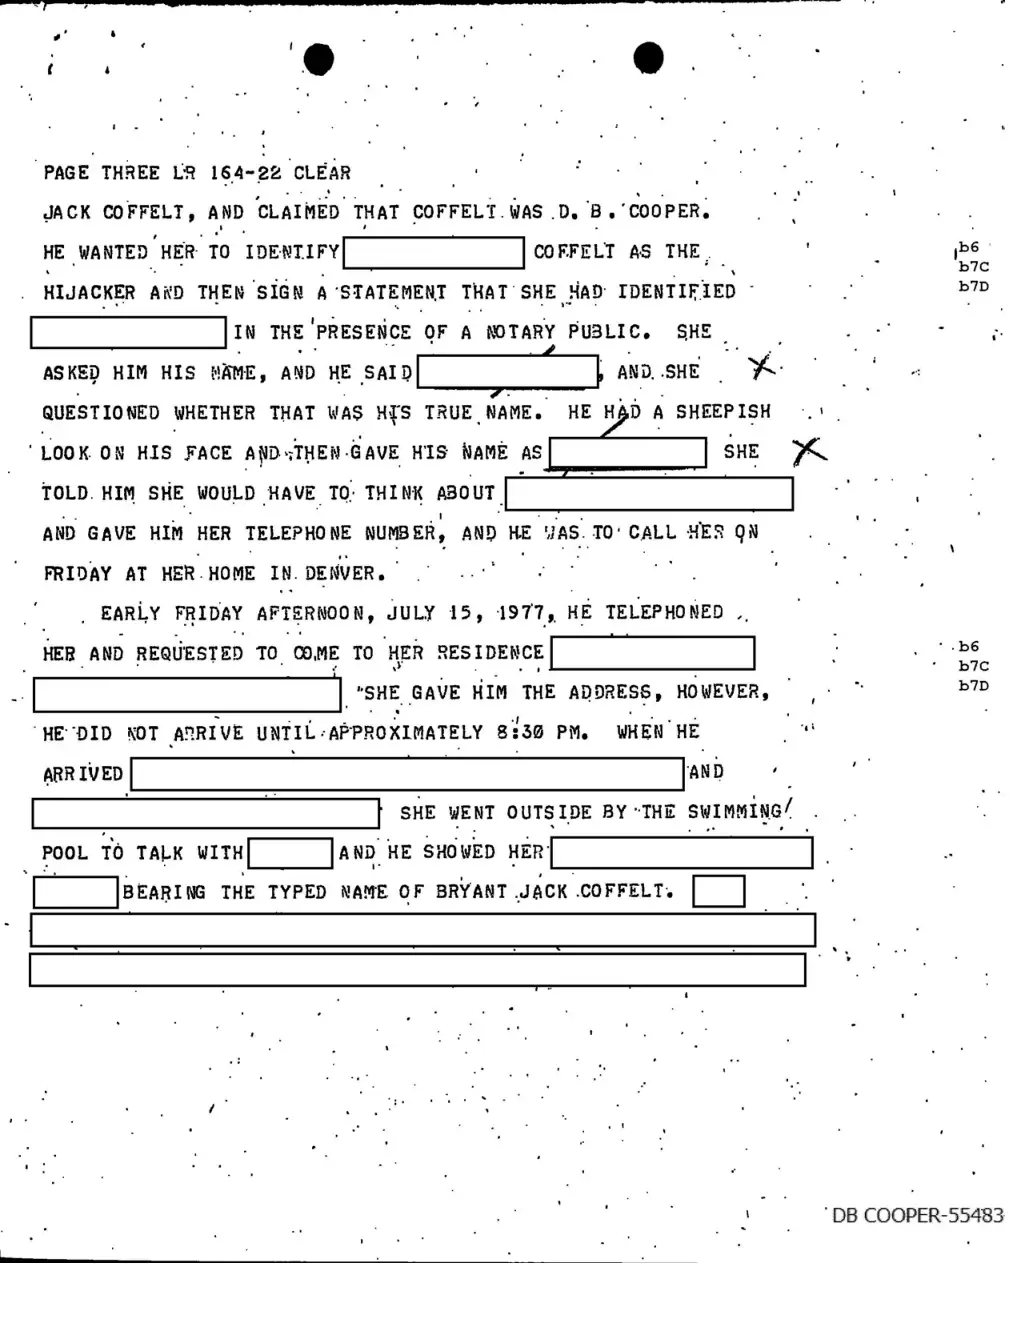 PAGE THREE LR 164-22 CLEAR
JACK COFFELT, AND CLAIMED THAT COFFELT WAS D. B. COOPER.
HE WANTED HER TO IDENTIFY COFFELT AS THE
b6
b7C
b7D
HIJACKER AND THEN SIGN A STATEMENT THAT SHE HAD IDENTIFIED
IN THE PRESENCE OF A NOTARY PUBLIC. SHE
ASKED HIM HIS NAME, AND HE SAID , AND SHE X
QUESTIONED WHETHER THAT WAS HIS TRUE NAME. HE HAD A SHEEPISH
LOOK ON HIS FACE AND THEN GAVE HIS NAME AS SHE X
TOLD HIM SHE WOULD HAVE TO THINK ABOUT
AND GAVE HIM HER TELEPHONE NUMBER, AND HE WAS TO CALL HER ON
FRIDAY AT HER HOME IN DENVER.
EARLY FRIDAY AFTERNOON, JULY 15, 1977, HE TELEPHONED
HER AND REQUESTED TO COME TO HER RESIDENCE
b6
b7C
b7D
"SHE GAVE HIM THE ADDRESS, HOWEVER,
HE DID NOT ARRIVE UNTIL APPROXIMATELY 8:30 PM. WHEN HE
ARRIVED AND
SHE WENT OUTSIDE BY THE SWIMMING
POOL TO TALK WITH AND HE SHOWED HER
BEARING THE TYPED NAME OF BRYANT JACK COFFELT.
DB COOPER-55483